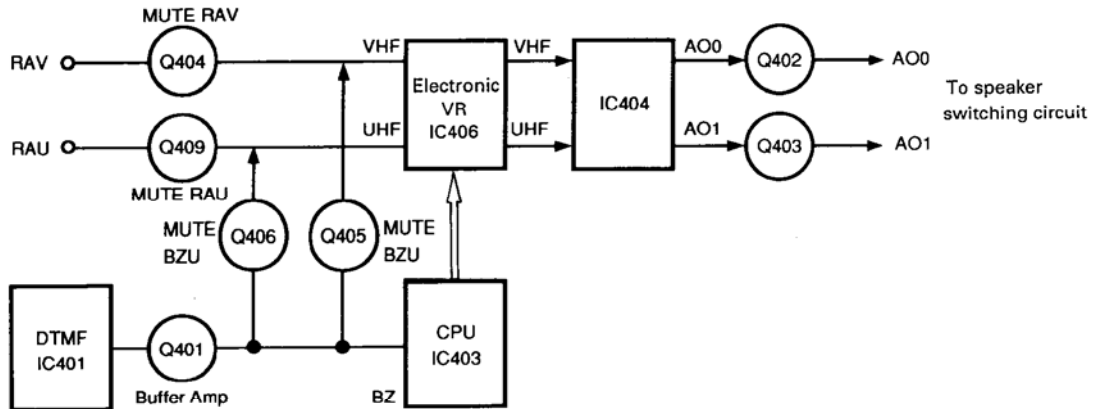 MUTE RAV
RAV
Q404
VHF
VHF
AO0
Q402
AO0
Electronic
VR
IC406
IC404
To speaker
switching circuit
RAU
Q409
UHF
UHF
AO1
Q403
AO1
MUTE RAU
MUTE
BZU
Q406
Q405
MUTE
BZU
DTMF
IC401
Q401
CPU
IC403
Buffer Amp
BZ